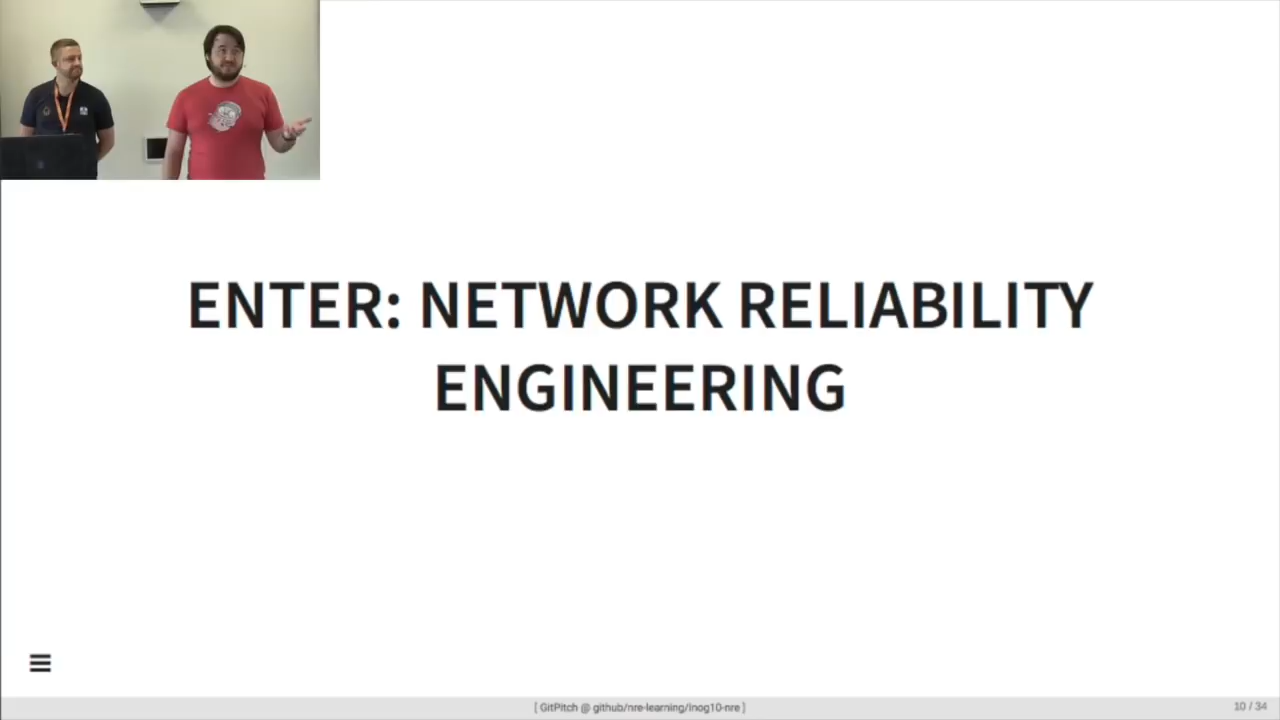 ENTER: NETWORK RELIABILITY
ENGINEERING
[ GitPitch @ github/nre-learning/inog10-nre ]
10 / 34